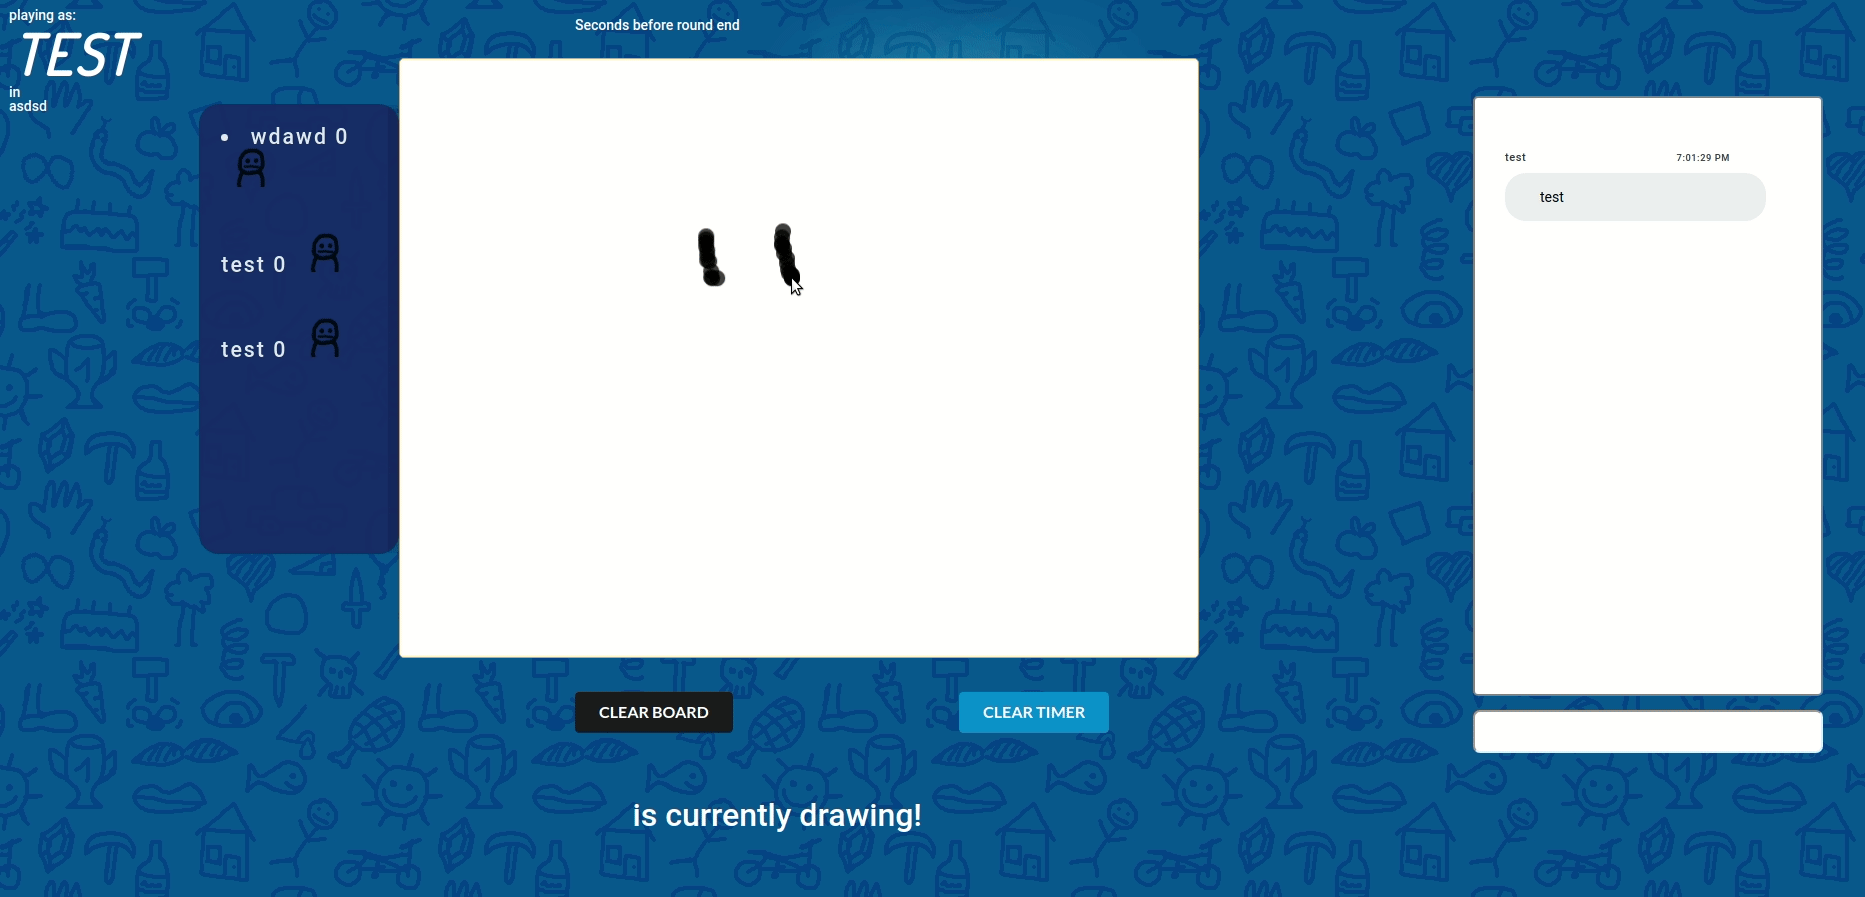 playing as:
TEST
in
asdsd
Seconds before round end
wdawd 0
test 0
test 0
test 7:01:29 PM
test
CLEAR BOARD
CLEAR TIMER
is currently drawing!